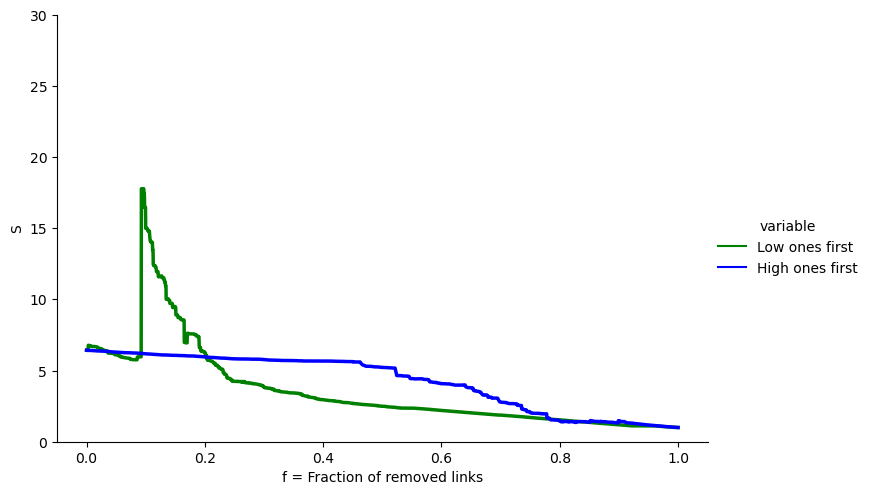 30
25
20
15
10
5
0
S
0.0 0.2 0.4 0.6 0.8 1.0
f = Fraction of removed links
variable
Low ones first
High ones first